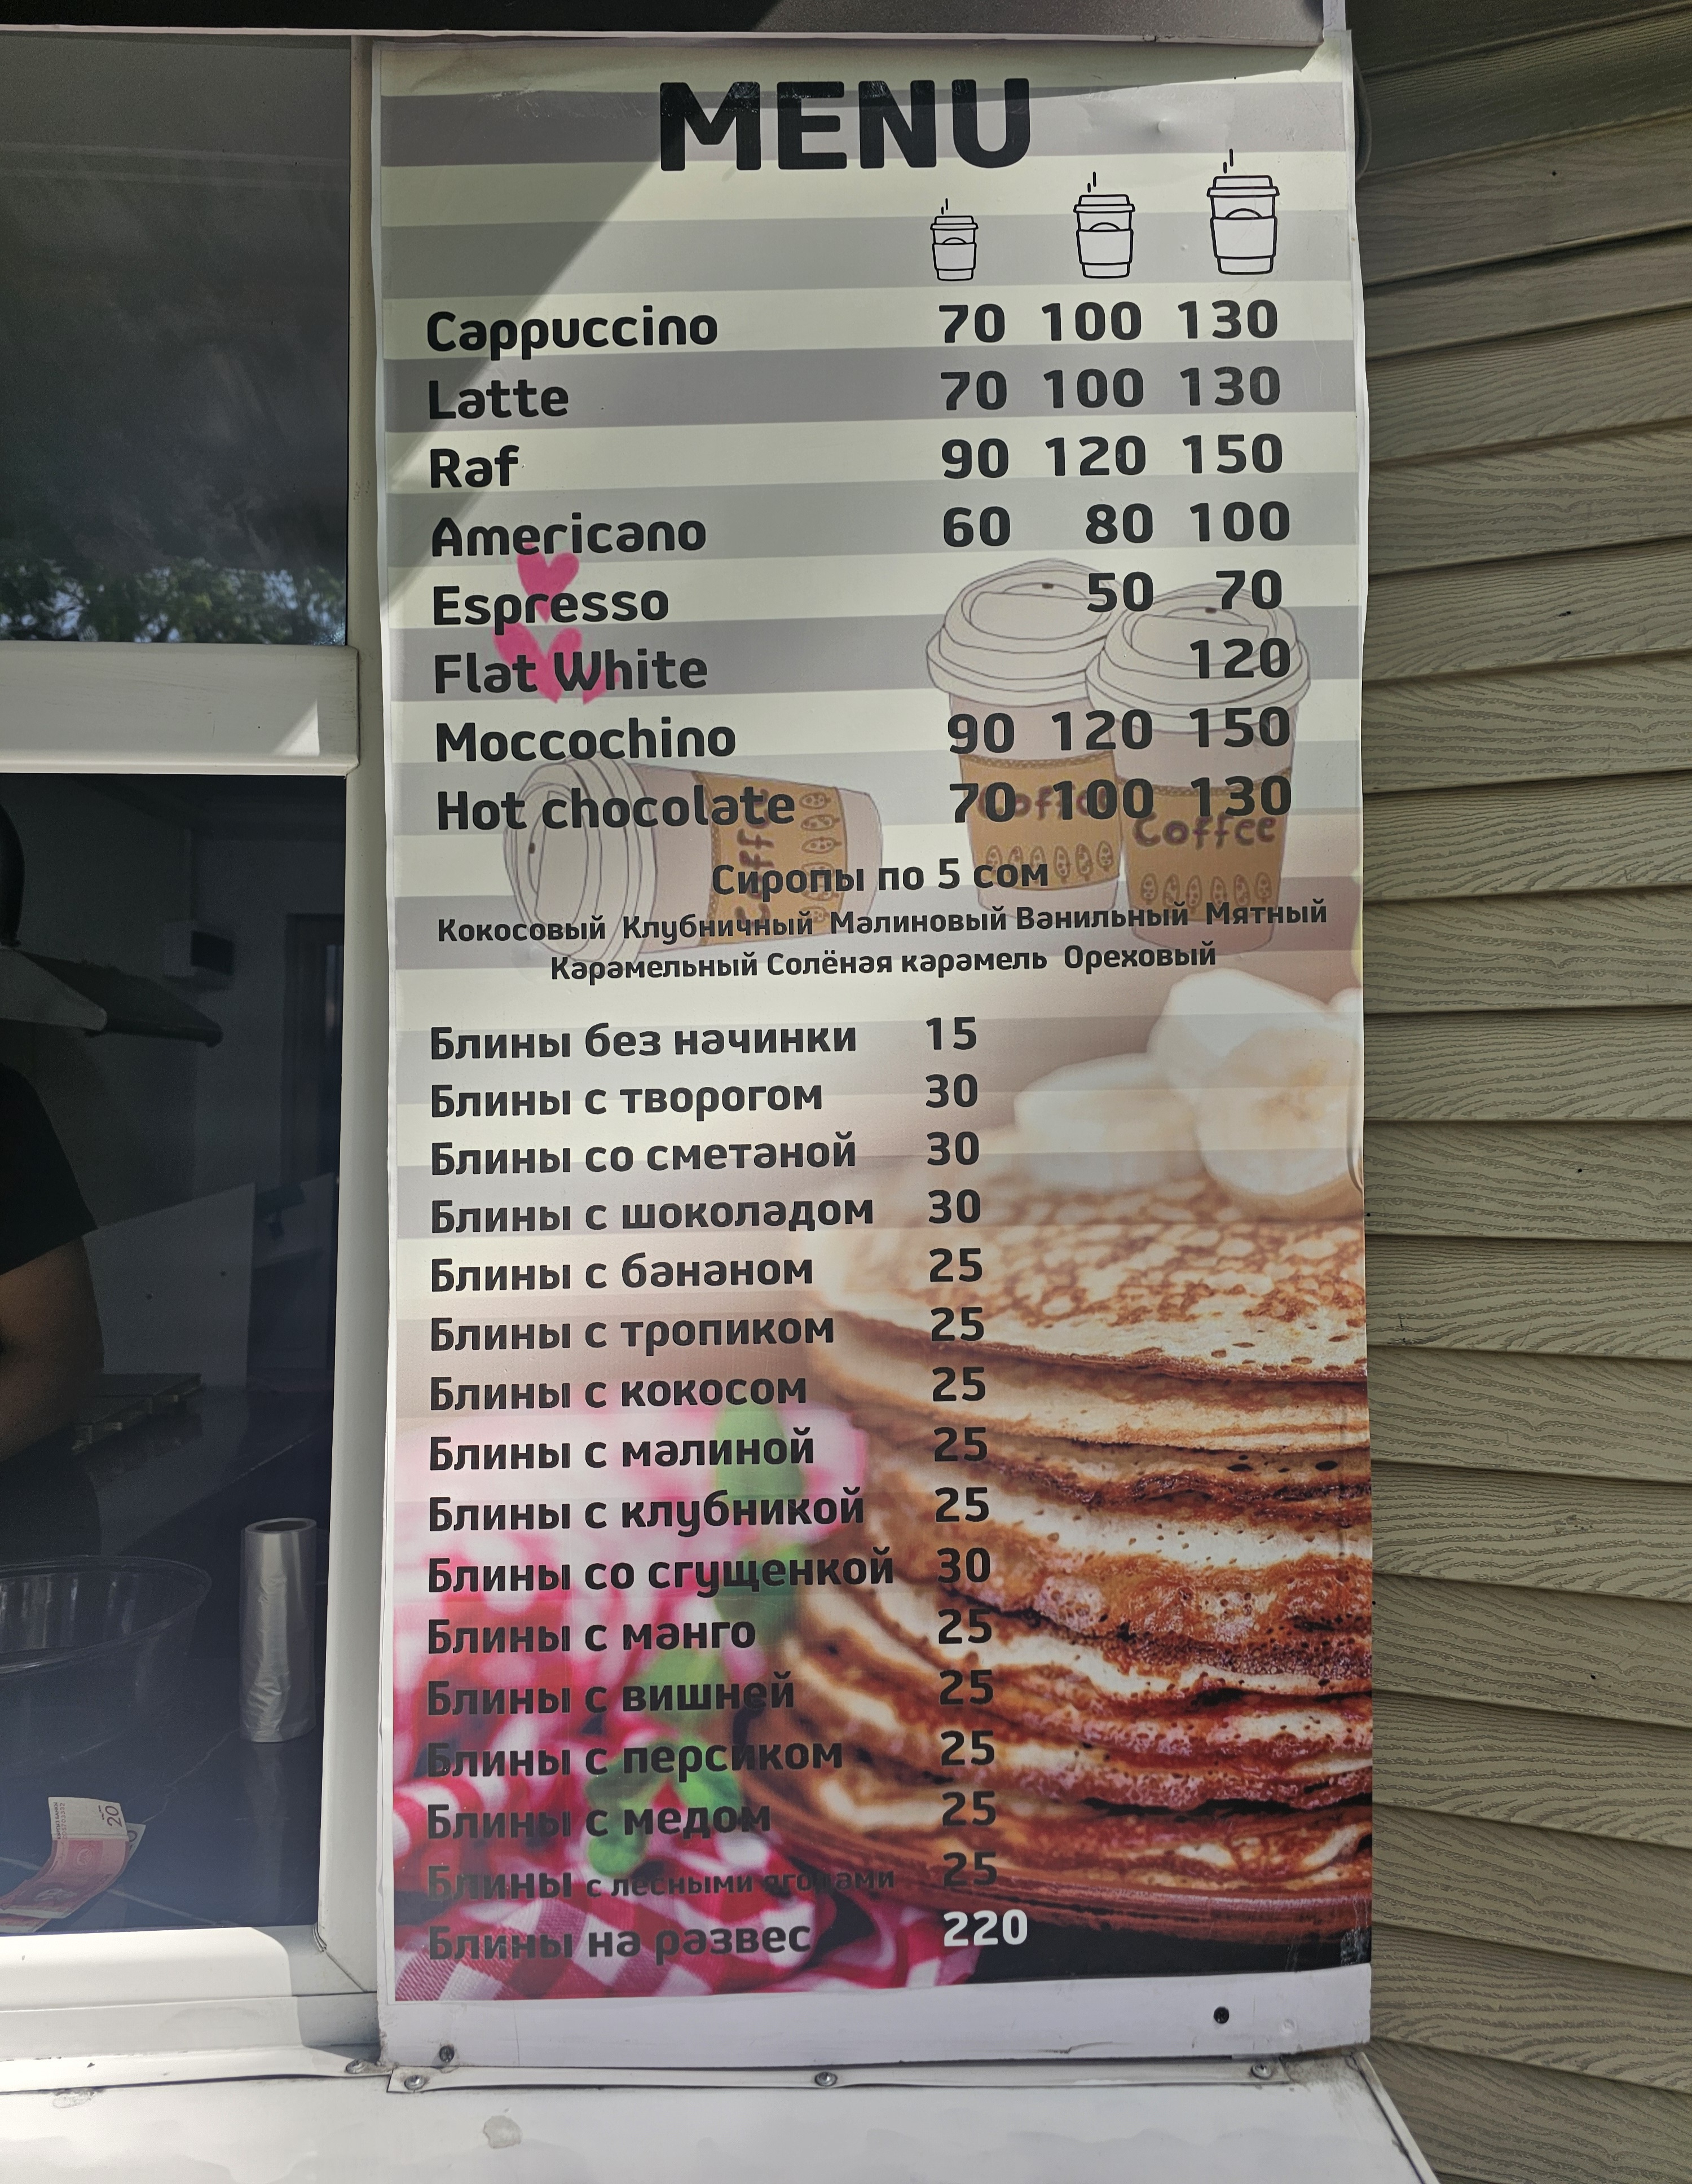 MENU
Cappuccino 70 100 130
Latte 70 100 130
Raf 90 120 150
Americano 60 80 100
Espresso 50 70
Flat White 120
Moccochino 90 120 150
Hot chocolate 70 100 130
Coffee
Сиропы по 5 сом
Кокосовый Клубничный Малиновый Ванильный Мятный
Карамельный Солёная карамель Ореховый
Блины без начинки 15
Блины с творогом 30
Блины со сметаной 30
Блины с шоколадом 30
Блины с бананом 25
Блины с тропиком 25
Блины с кокосом 25
Блины с малиной 25
Блины с клубникой 25
Блины со сгущенкой 30
Блины с манго 25
Блины с вишней 25
Блины с персиком 25
Блины с медом 25
Блины с лесными ягодами 25
Блины на развес 220
20